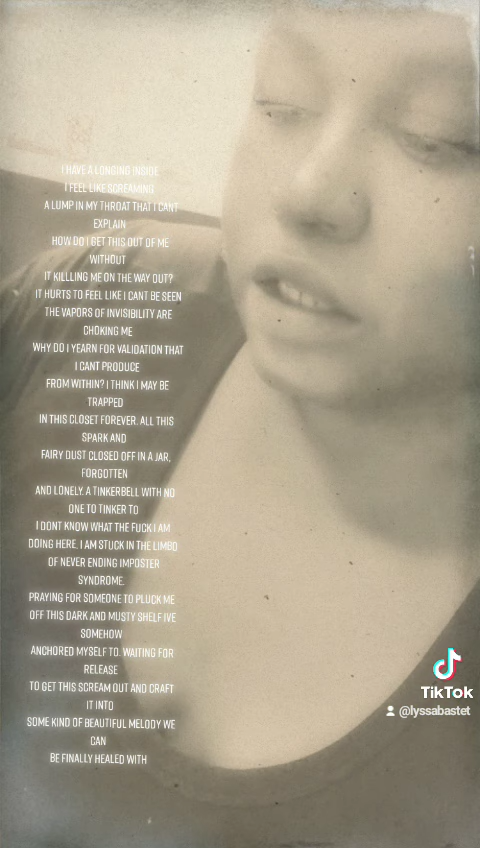 I HAVE A LONGING INSIDE
I FEEL LIKE SCREAMING
A LUMP IN MY THROAT THAT I CANT
EXPLAIN
HOW DO I GET THIS OUT OF ME
WITHOUT
IT KILLLING ME ON THE WAY OUT?
IT HURTS TO FEEL LIKE I CANT BE SEEN
THE VAPORS OF INVISIBILITY ARE
CHOKING ME
WHY DO I YEARN FOR VALIDATION THAT
I CANT PRODUCE
FROM WITHIN? I THINK I MAY BE
TRAPPED
IN THIS CLOSET FOREVER. ALL THIS
SPARK AND
FAIRY DUST CLOSED OFF IN A JAR,
FORGOTTEN
AND LONELY. A TINKERBELL WITH NO
ONE TO TINKER TO
I DONT KNOW WHAT THE FUCK I AM
DOING HERE. I AM STUCK IN THE LIMBO
OF NEVER ENDING IMPOSTER
SYNDROME.
PRAYING FOR SOMEONE TO PLUCK ME
OFF THIS DARK AND MUSTY SHELF IVE
SOMEHOW
ANCHORED MYSELF TO. WAITING FOR
RELEASE
TO GET THIS SCREAM OUT AND CRAFT
IT INTO
SOME KIND OF BEAUTIFUL MELODY WE
CAN
BE FINALLY HEALED WITH
TikTok
@lyssabastet